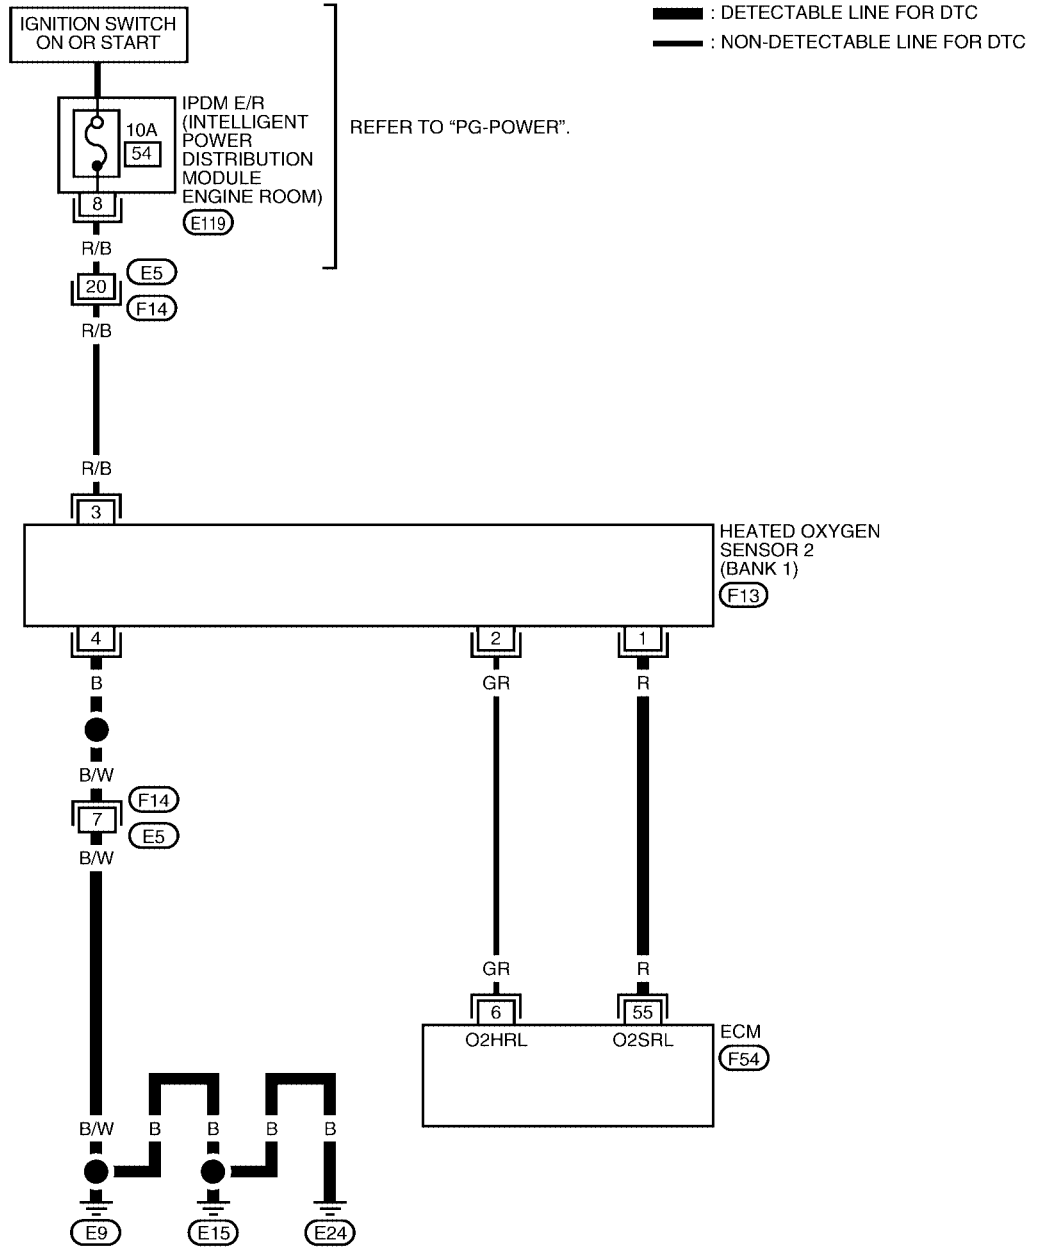 IGNITION SWITCH
ON OR START
: DETECTABLE LINE FOR DTC
: NON-DETECTABLE LINE FOR DTC
10A
54
IPDM E/R
(INTELLIGENT
POWER
DISTRIBUTION
MODULE
ENGINE ROOM)
E119
REFER TO “PG-POWER”.
8
R/B
E5
20
F14
R/B
R/B
3
HEATED OXYGEN
SENSOR 2
(BANK 1)
F13
4
2
1
B
GR
R
B/W
F14
7
E5
B/W
GR
R
6
55
O2HRL
O2SRL
ECM
F54
B/W
B
B
B
B
E9
E15
E24